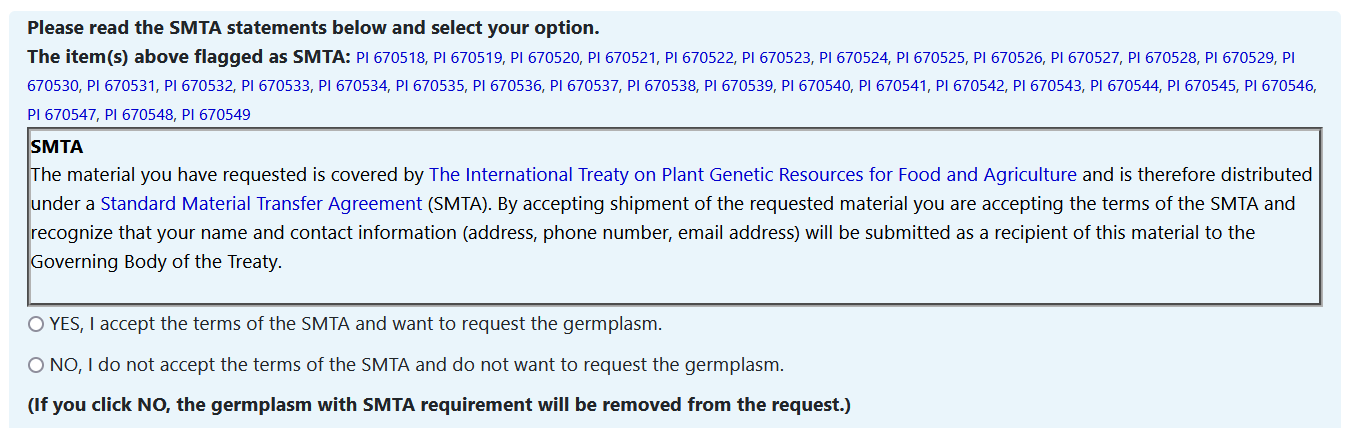 Please read the SMTA statements below and select your option.
The item(s) above flagged as SMTA: PI 670518, PI 670519, PI 670520, PI 670521, PI 670522, PI 670523, PI 670524, PI 670525, PI 670526, PI 670527, PI 670528, PI 670529, PI
670530, PI 670531, PI 670532, PI 670533, PI 670534, PI 670535, PI 670536, PI 670537, PI 670538, PI 670539, PI 670540, PI 670541, PI 670542, PI 670543, PI 670544, PI 670545, PI 670546,
PI 670547, PI 670548, PI 670549
SMTA
The material you have requested is covered by The International Treaty on Plant Genetic Resources for Food and Agriculture and is therefore distributed
under a Standard Material Transfer Agreement (SMTA). By accepting shipment of the requested material you are accepting the terms of the SMTA and
recognize that your name and contact information (address, phone number, email address) will be submitted as a recipient of this material to the
Governing Body of the Treaty.
YES, I accept the terms of the SMTA and want to request the germplasm.
NO, I do not accept the terms of the SMTA and do not want to request the germplasm.
(If you click NO, the germplasm with SMTA requirement will be removed from the request.)